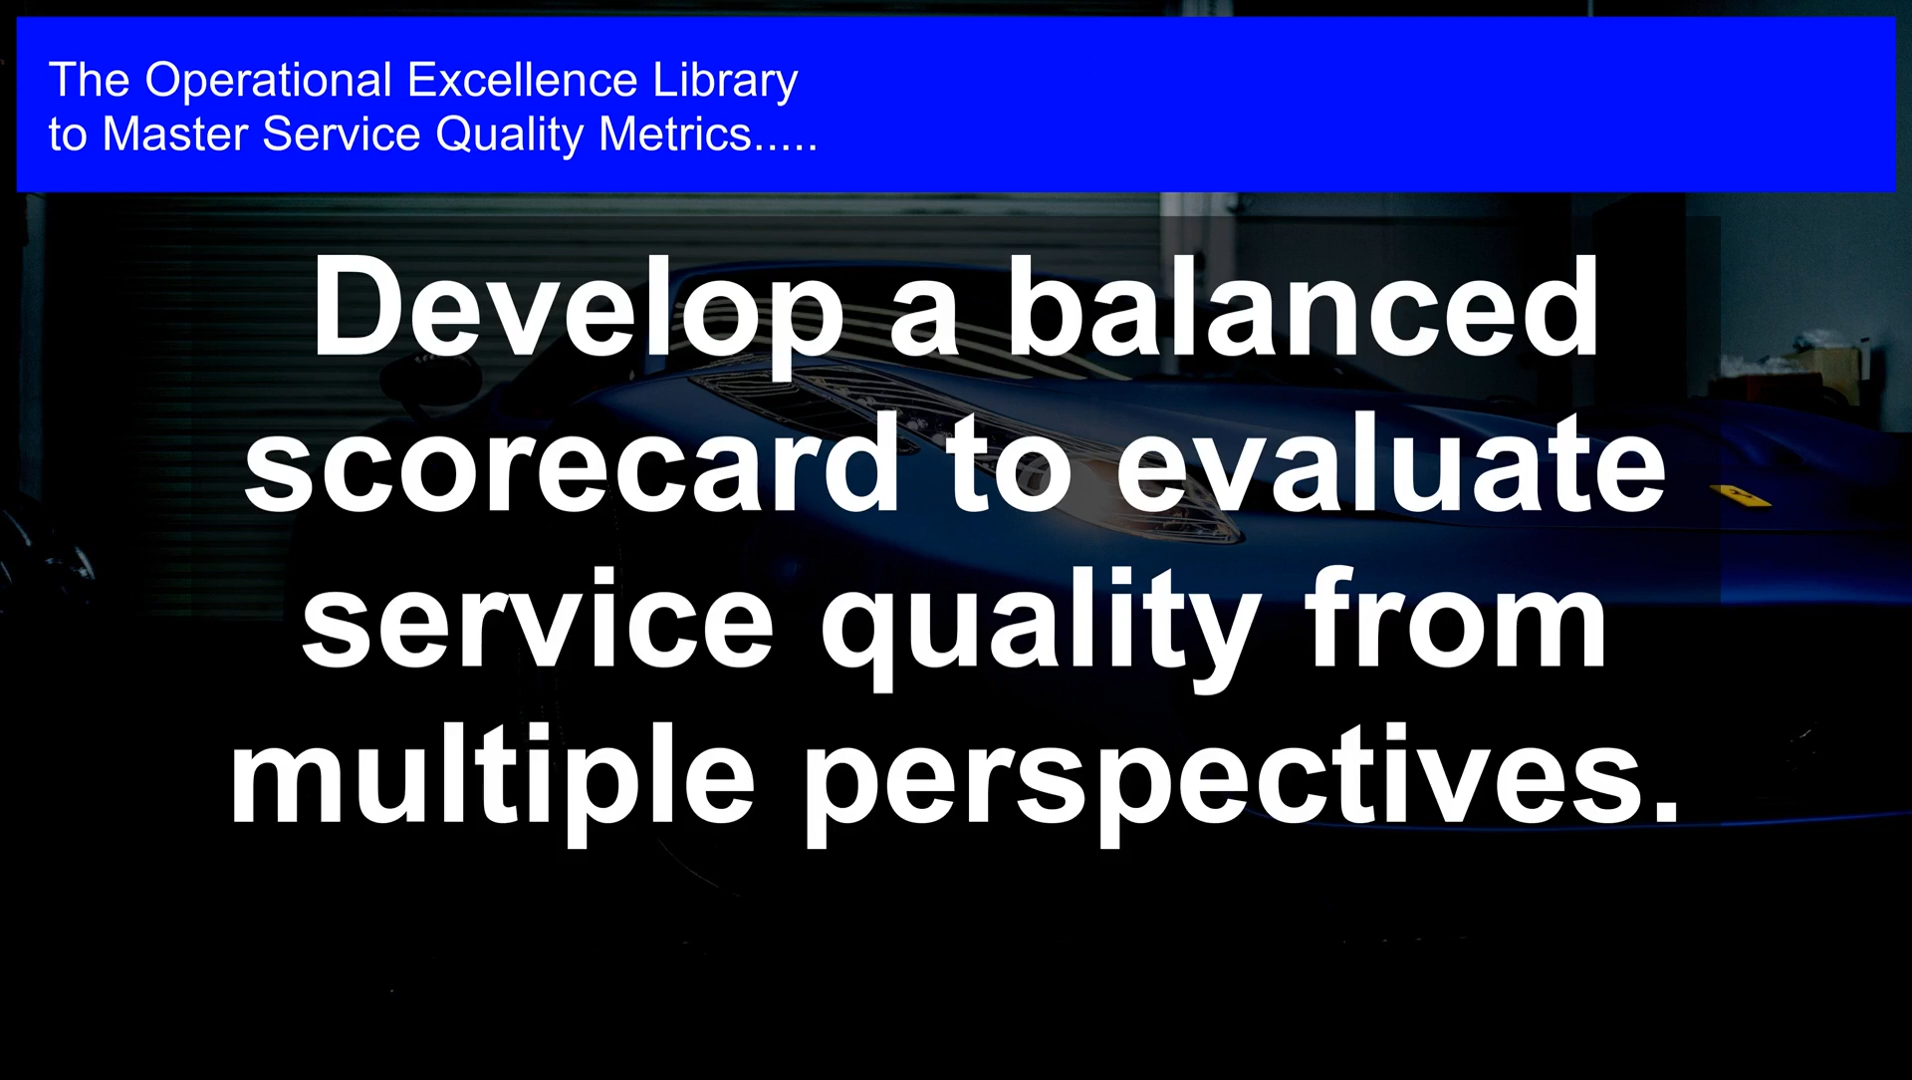 The Operational Excellence Library
to Master Service Quality Metrics.....
Develop a balanced
scorecard to evaluate
service quality from
multiple perspectives.